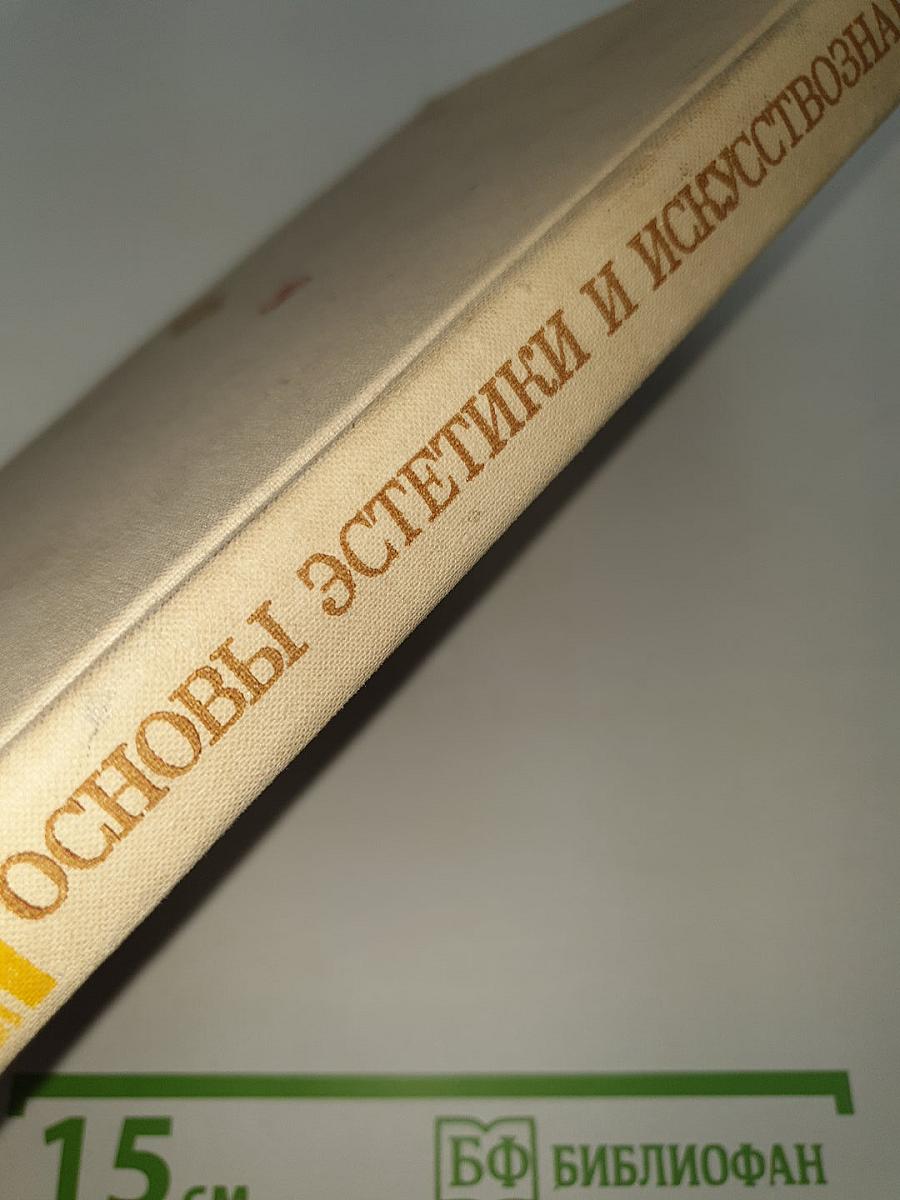 ОСНОВЫ ЭСТЕТИКИ И ИСКУССТВОЗНА
15 см
БФ БИБЛИОФАН